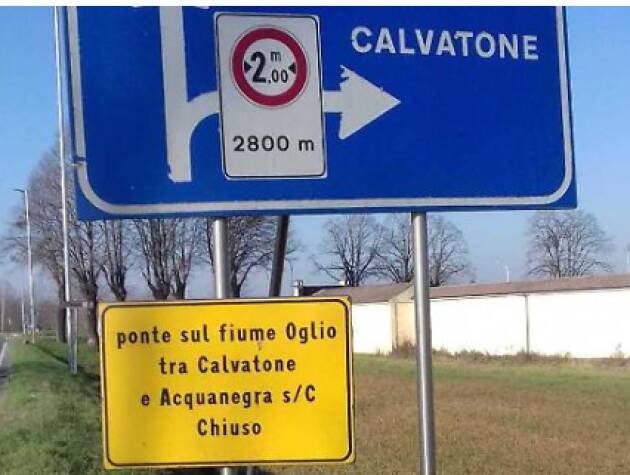 CALVATONE
2 m ,00
2800 m
ponte sul fiume Oglio
tra Calvatone
e Acquanegra s/C
Chiuso